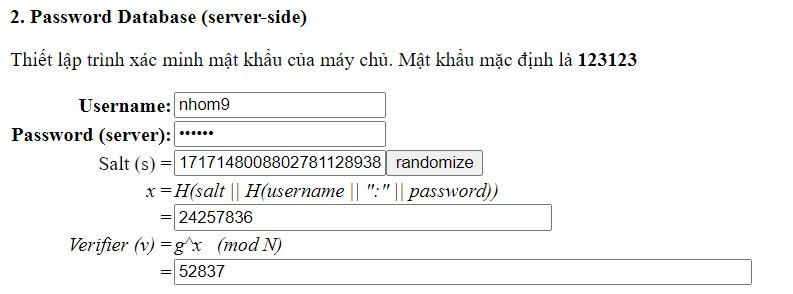 2. Password Database (server-side)
Thiết lập trình xác minh mật khẩu của máy chủ. Mật khẩu mặc định là 123123
Username: nhom9
Password (server): ••••••
Salt (s) = 1717148008802781128938 randomize
x = H(salt || H(username || ":" || password))
= 24257836
Verifier (v) = g^x (mod N)
= 52837